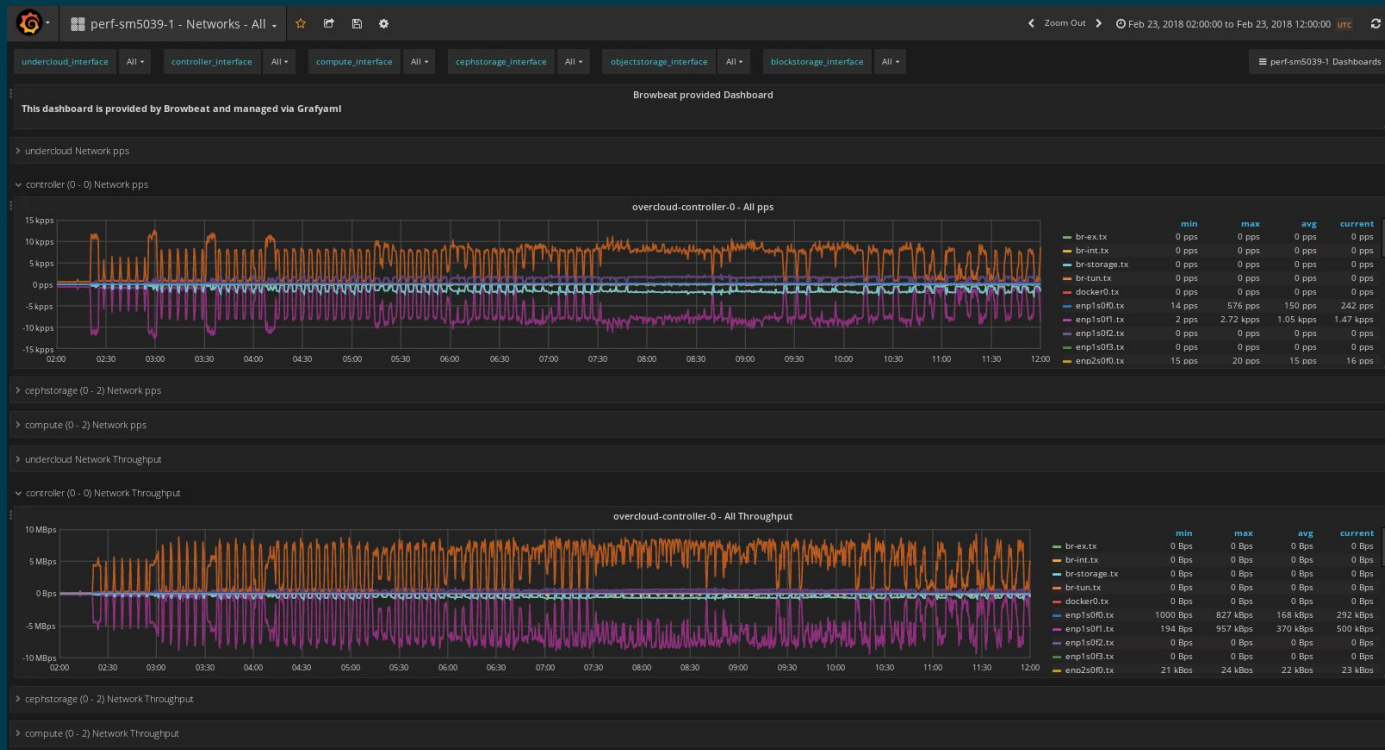 perf-sm5039-1 - Networks - All
Zoom Out Feb 23, 2018 02:00:00 to Feb 23, 2018 12:00:00 UTC
undercloud_interface All controller_interface All compute_interface All cephstorage_interface All objectstorage_interface All blockstorage_interface All perf-sm5039-1 Dashboards
Browbeat provided Dashboard
This dashboard is provided by Browbeat and managed via Grafyaml
undercloud Network pps
controller (0 - 0) Network pps
overcloud-controller-0 - All pps
15 kpps
10 kpps
5 kpps
0 pps
-5 kpps
-10 kpps
-15 kpps
02:00 02:30 03:00 03:30 04:00 04:30 05:00 05:30 06:00 06:30 07:00 07:30 08:00 08:30 09:00 09:30 10:00 10:30 11:00 11:30 12:00
min max avg current
br-ex.tx 0 pps 0 pps 0 pps 0 pps
br-int.tx 0 pps 0 pps 0 pps 0 pps
br-storage.tx 0 pps 0 pps 0 pps 0 pps
br-tun.tx 0 pps 0 pps 0 pps 0 pps
docker0.tx 0 pps 0 pps 0 pps 0 pps
enp1s0f0.tx 14 pps 576 pps 150 pps 242 pps
enp1s0f1.tx 2 pps 2.72 kpps 1.05 kpps 1.47 kpps
enp1s0f2.tx 0 pps 0 pps 0 pps 0 pps
enp1s0f3.tx 0 pps 0 pps 0 pps 0 pps
enp2s0f0.tx 15 pps 20 pps 15 pps 16 pps
cephstorage (0 - 2) Network pps
compute (0 - 2) Network pps
undercloud Network Throughput
controller (0 - 0) Network Throughput
overcloud-controller-0 - All Throughput
10 MBps
5 MBps
0 Bps
-5 MBps
-10 MBps
02:00 02:30 03:00 03:30 04:00 04:30 05:00 05:30 06:00 06:30 07:00 07:30 08:00 08:30 09:00 09:30 10:00 10:30 11:00 11:30 12:00
min max avg current
br-ex.tx 0 Bps 0 Bps 0 Bps 0 Bps
br-int.tx 0 Bps 0 Bps 0 Bps 0 Bps
br-storage.tx 0 Bps 0 Bps 0 Bps 0 Bps
br-tun.tx 0 Bps 0 Bps 0 Bps 0 Bps
docker0.tx 0 Bps 0 Bps 0 Bps 0 Bps
enp1s0f0.tx 1000 Bps 827 kBps 168 kBps 292 kBps
enp1s0f1.tx 194 Bps 957 kBps 370 kBps 500 kBps
enp1s0f2.tx 0 Bps 0 Bps 0 Bps 0 Bps
enp1s0f3.tx 0 Bps 0 Bps 0 Bps 0 Bps
enp2s0f0.tx 21 kBps 24 kBps 22 kBps 23 kBps
cephstorage (0 - 2) Network Throughput
compute (0 - 2) Network Throughput